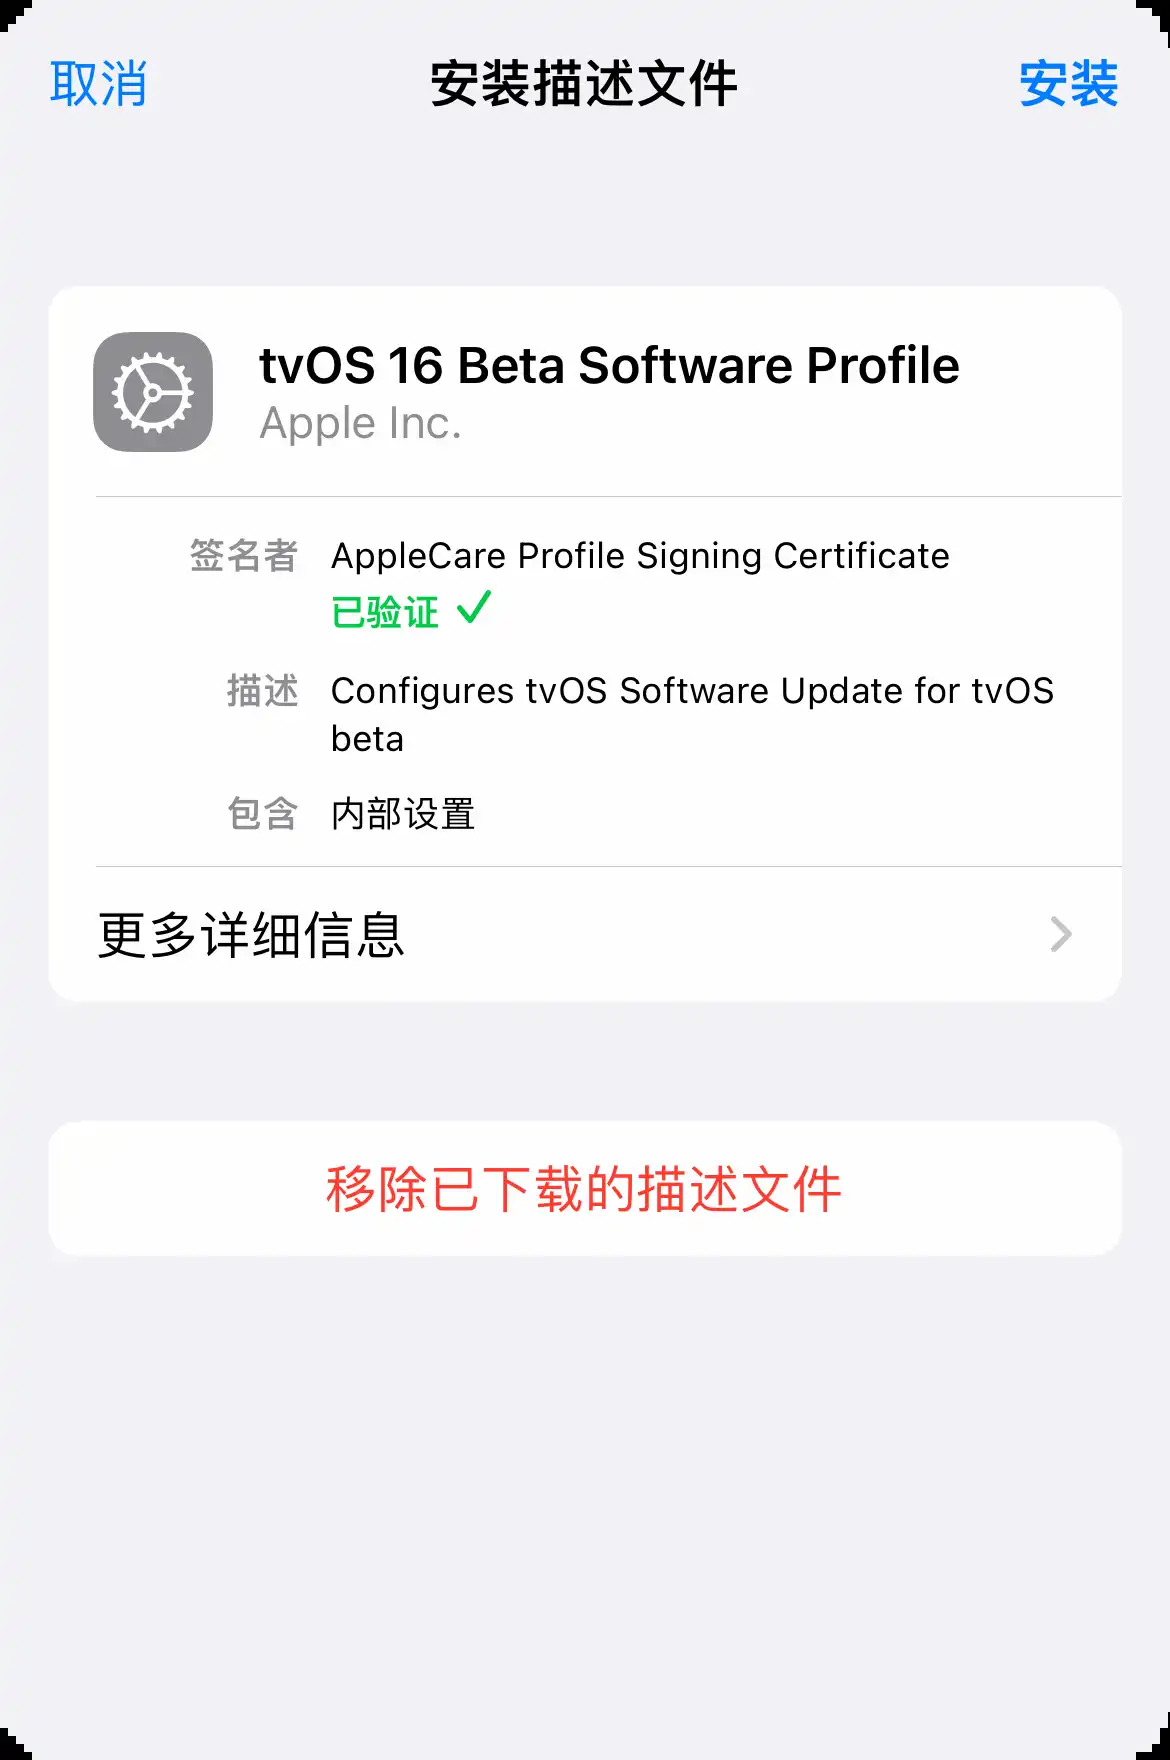 取消
安装描述文件
安装
tvOS 16 Beta Software Profile
Apple Inc.
签名者 AppleCare Profile Signing Certificate
已验证 ✓
描述 Configures tvOS Software Update for tvOS
beta
包含 内部设置
更多详细信息
移除已下载的描述文件